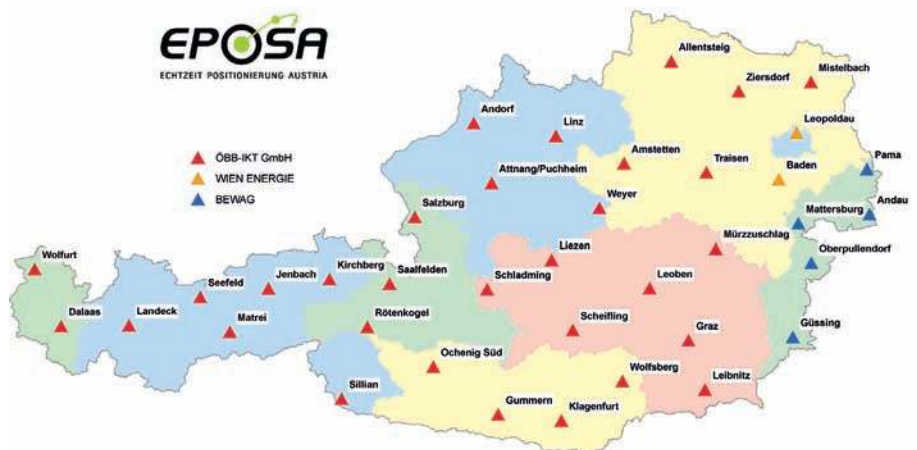 EPOSA
ECHTZEIT POSITIONIERUNG AUSTRIA
ÖBB-IKT GmbH
WIEN ENERGIE
BEWAG
Allentsteig
Ziersdorf
Mistelbach
Andorf
Linz
Leopoldau
Amstetten
Traisen
Baden
Pama
Attnang/Puchheim
Andau
Salzburg
Weyer
Mattersburg
Mürzzuschlag
Oberpullendorf
Wolfurt
Liezen
Kirchberg
Saalfelden
Seefeld
Jenbach
Schladming
Leoben
Dalaas
Landeck
Matrei
Rötenkogel
Scheifling
Graz
Güssing
Ochenig Süd
Wolfsberg
Sillian
Leibnitz
Gummern
Klagenfurt